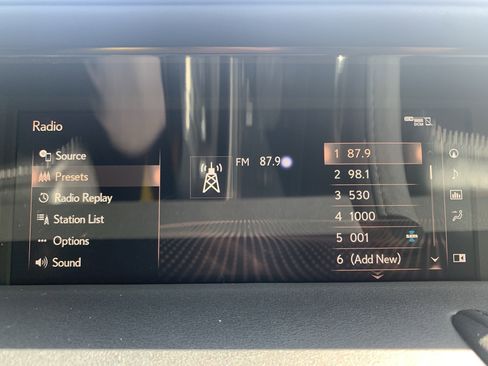 Radio
Source
Presets
Radio Replay
Station List
Options
Sound
FM 87.9
1 87.9
2 98.1
3 530
4 1000
5 001
6 (Add New)
DCM